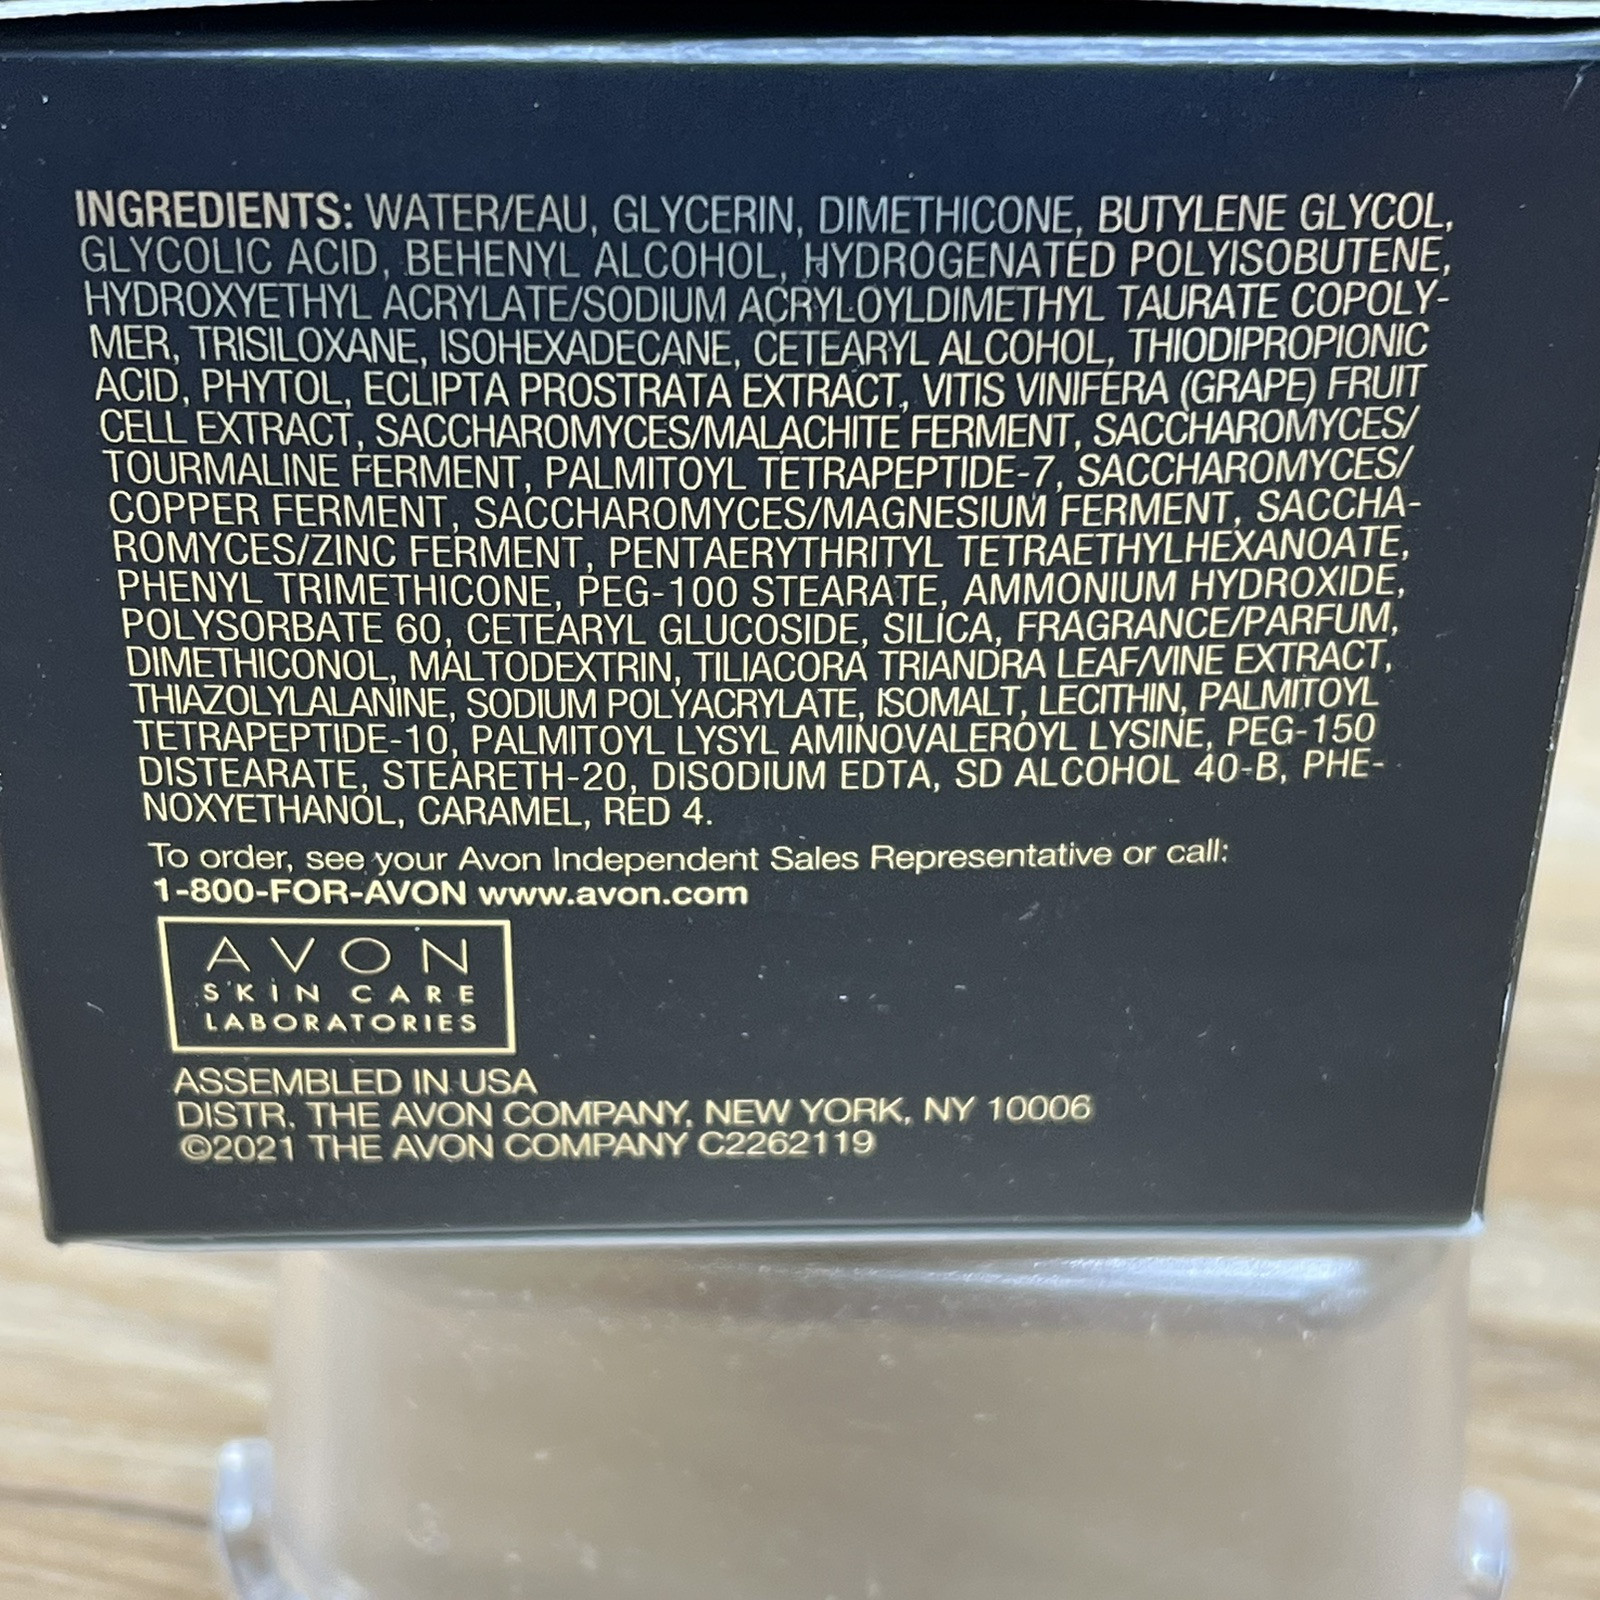 INGREDIENTS: WATER/EAU, GLYCERIN, DIMETHICONE, BUTYLENE GLYCOL,
GLYCOLIC ACID, BEHENYL ALCOHOL, HYDROGENATED POLYISOBUTENE,
HYDROXYETHYL ACRYLATE/SODIUM ACRYLOYLDIMETHYL TAURATE COPOLY-
MER, TRISILOXANE, ISOHEXADECANE, CETEARYL ALCOHOL, THIODIPROPIONIC
ACID, PHYTOL, ECLIPTA PROSTRATA EXTRACT, VITIS VINIFERA (GRAPE) FRUIT
CELL EXTRACT, SACCHAROMYCES/MALACHITE FERMENT, SACCHAROMYCES/
TOURMALINE FERMENT, PALMITOYL TETRAPEPTIDE-7, SACCHAROMYCES/
COPPER FERMENT, SACCHAROMYCES/MAGNESIUM FERMENT, SACCHA-
ROMYCES/ZINC FERMENT, PENTAERYTHRITYL TETRAETHYLHEXANOATE,
PHENYL TRIMETHICONE, PEG-100 STEARATE, AMMONIUM HYDROXIDE,
POLYSORBATE 60, CETEARYL GLUCOSIDE, SILICA, FRAGRANCE/PARFUM,
DIMETHICONOL, MALTODEXTRIN, TILIACORA TRIANDRA LEAF/VINE EXTRACT,
THIAZOLYLALANINE, SODIUM POLYACRYLATE, ISOMALT, LECITHIN, PALMITOYL
TETRAPEPTIDE-10, PALMITOYL LYSYL AMINOVALEROYL LYSINE, PEG-150
DISTEARATE, STEARETH-20, DISODIUM EDTA, SD ALCOHOL 40-B, PHE-
NOXYETHANOL, CARAMEL, RED 4.
To order, see your Avon Independent Sales Representative or call:
1-800-FOR-AVON www.avon.com
AVON
SKIN CARE
LABORATORIES
ASSEMBLED IN USA
DISTR. THE AVON COMPANY, NEW YORK, NY 10006
©2021 THE AVON COMPANY C2262119